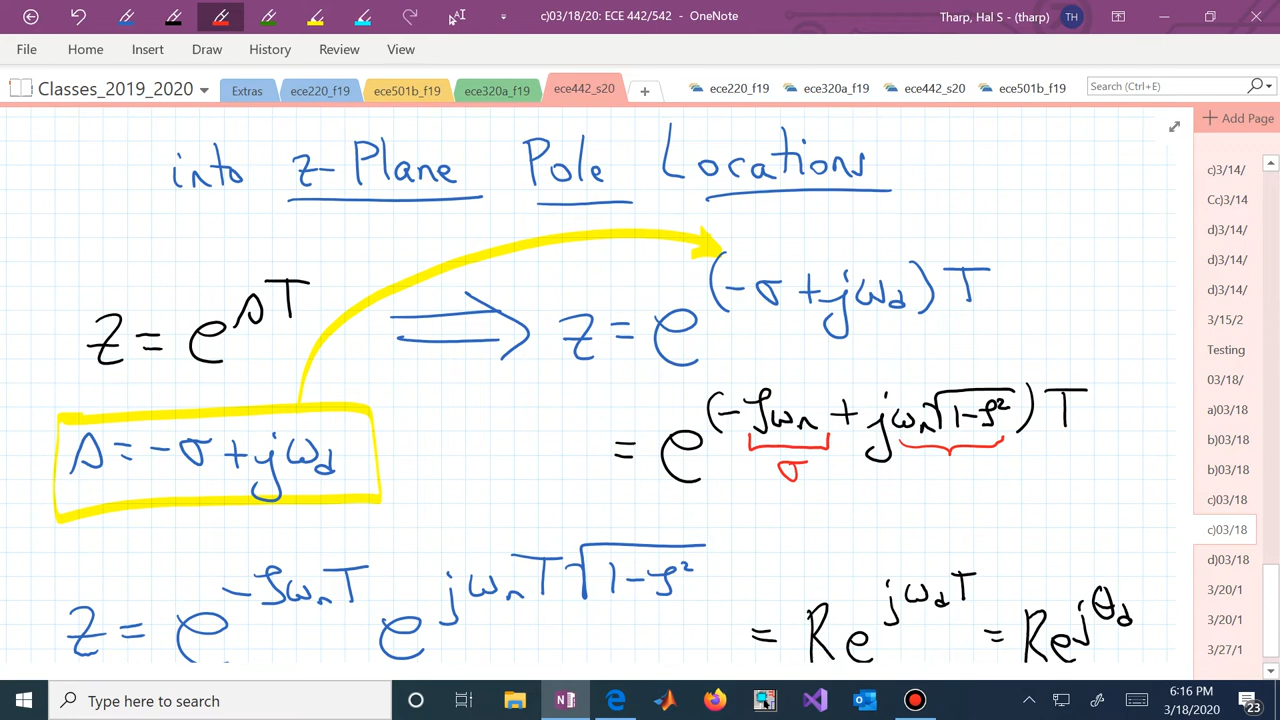 c)03/18/20: ECE 442/542 - OneNote
Tharp, Hal S - (tharp) TH
File Home Insert Draw History Review View
Classes_2019_2020 Extras ece220_f19 ece501b_f19 ece320a_f19 ece442_s20 + ece220_f19 ece320a_f19 ece442_s20 ece501b_f19 Search (Ctrl+E)
Add Page
into z-Plane Pole Locations
z = e^{sT} ⟹ z = e^{(-σ + jω_d)T}
= e^{(-ζω_n + jω_n√(1-ζ²))T}
σ
s = -σ + jω_d
z = e^{-ζω_nT} e^{jω_nT√(1-ζ²)}
= Re^{jω_dT} = Re^{jθ_d}
c)3/14/
Cc)3/14
d)3/14/
d)3/14/
d)3/14/
3/15/2
Testing
03/18/
a)03/18
b)03/18
b)03/18
c)03/18
c)03/18
d)03/18
3/20/1
3/20/1
3/27/1
Type here to search
6:16 PM
3/18/2020
23